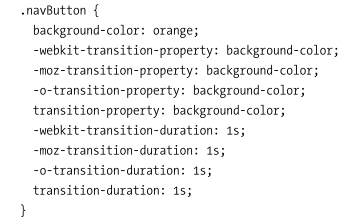 .navButton {
  background-color: orange;
  -webkit-transition-property: background-color;
  -moz-transition-property: background-color;
  -o-transition-property: background-color;
  transition-property: background-color;
  -webkit-transition-duration: 1s;
  -moz-transition-duration: 1s;
  -o-transition-duration: 1s;
  transition-duration: 1s;
}